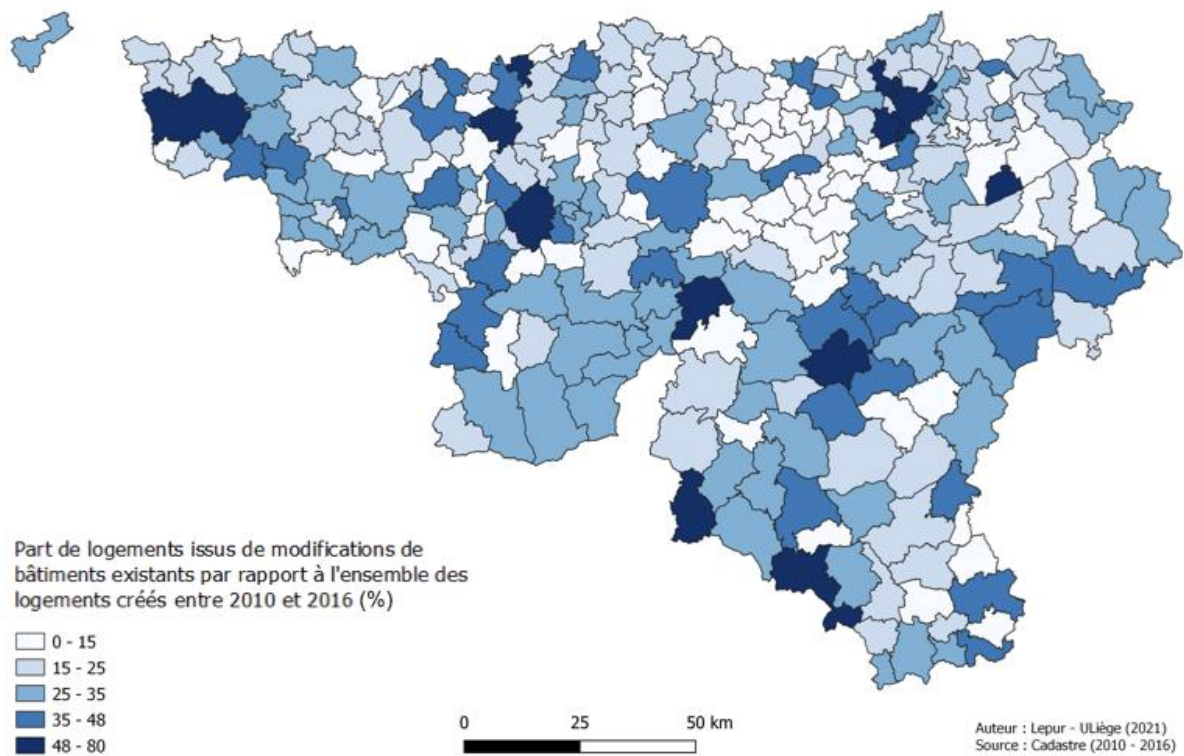 Part de logements issus de modifications de
bâtiments existants par rapport à l'ensemble des
logements créés entre 2010 et 2016 (%)
0 - 15
15 - 25
25 - 35
35 - 48
48 - 80
0 25 50 km
Auteur : Lepur - ULiège (2021)
Source : Cadastre (2010 - 2016)